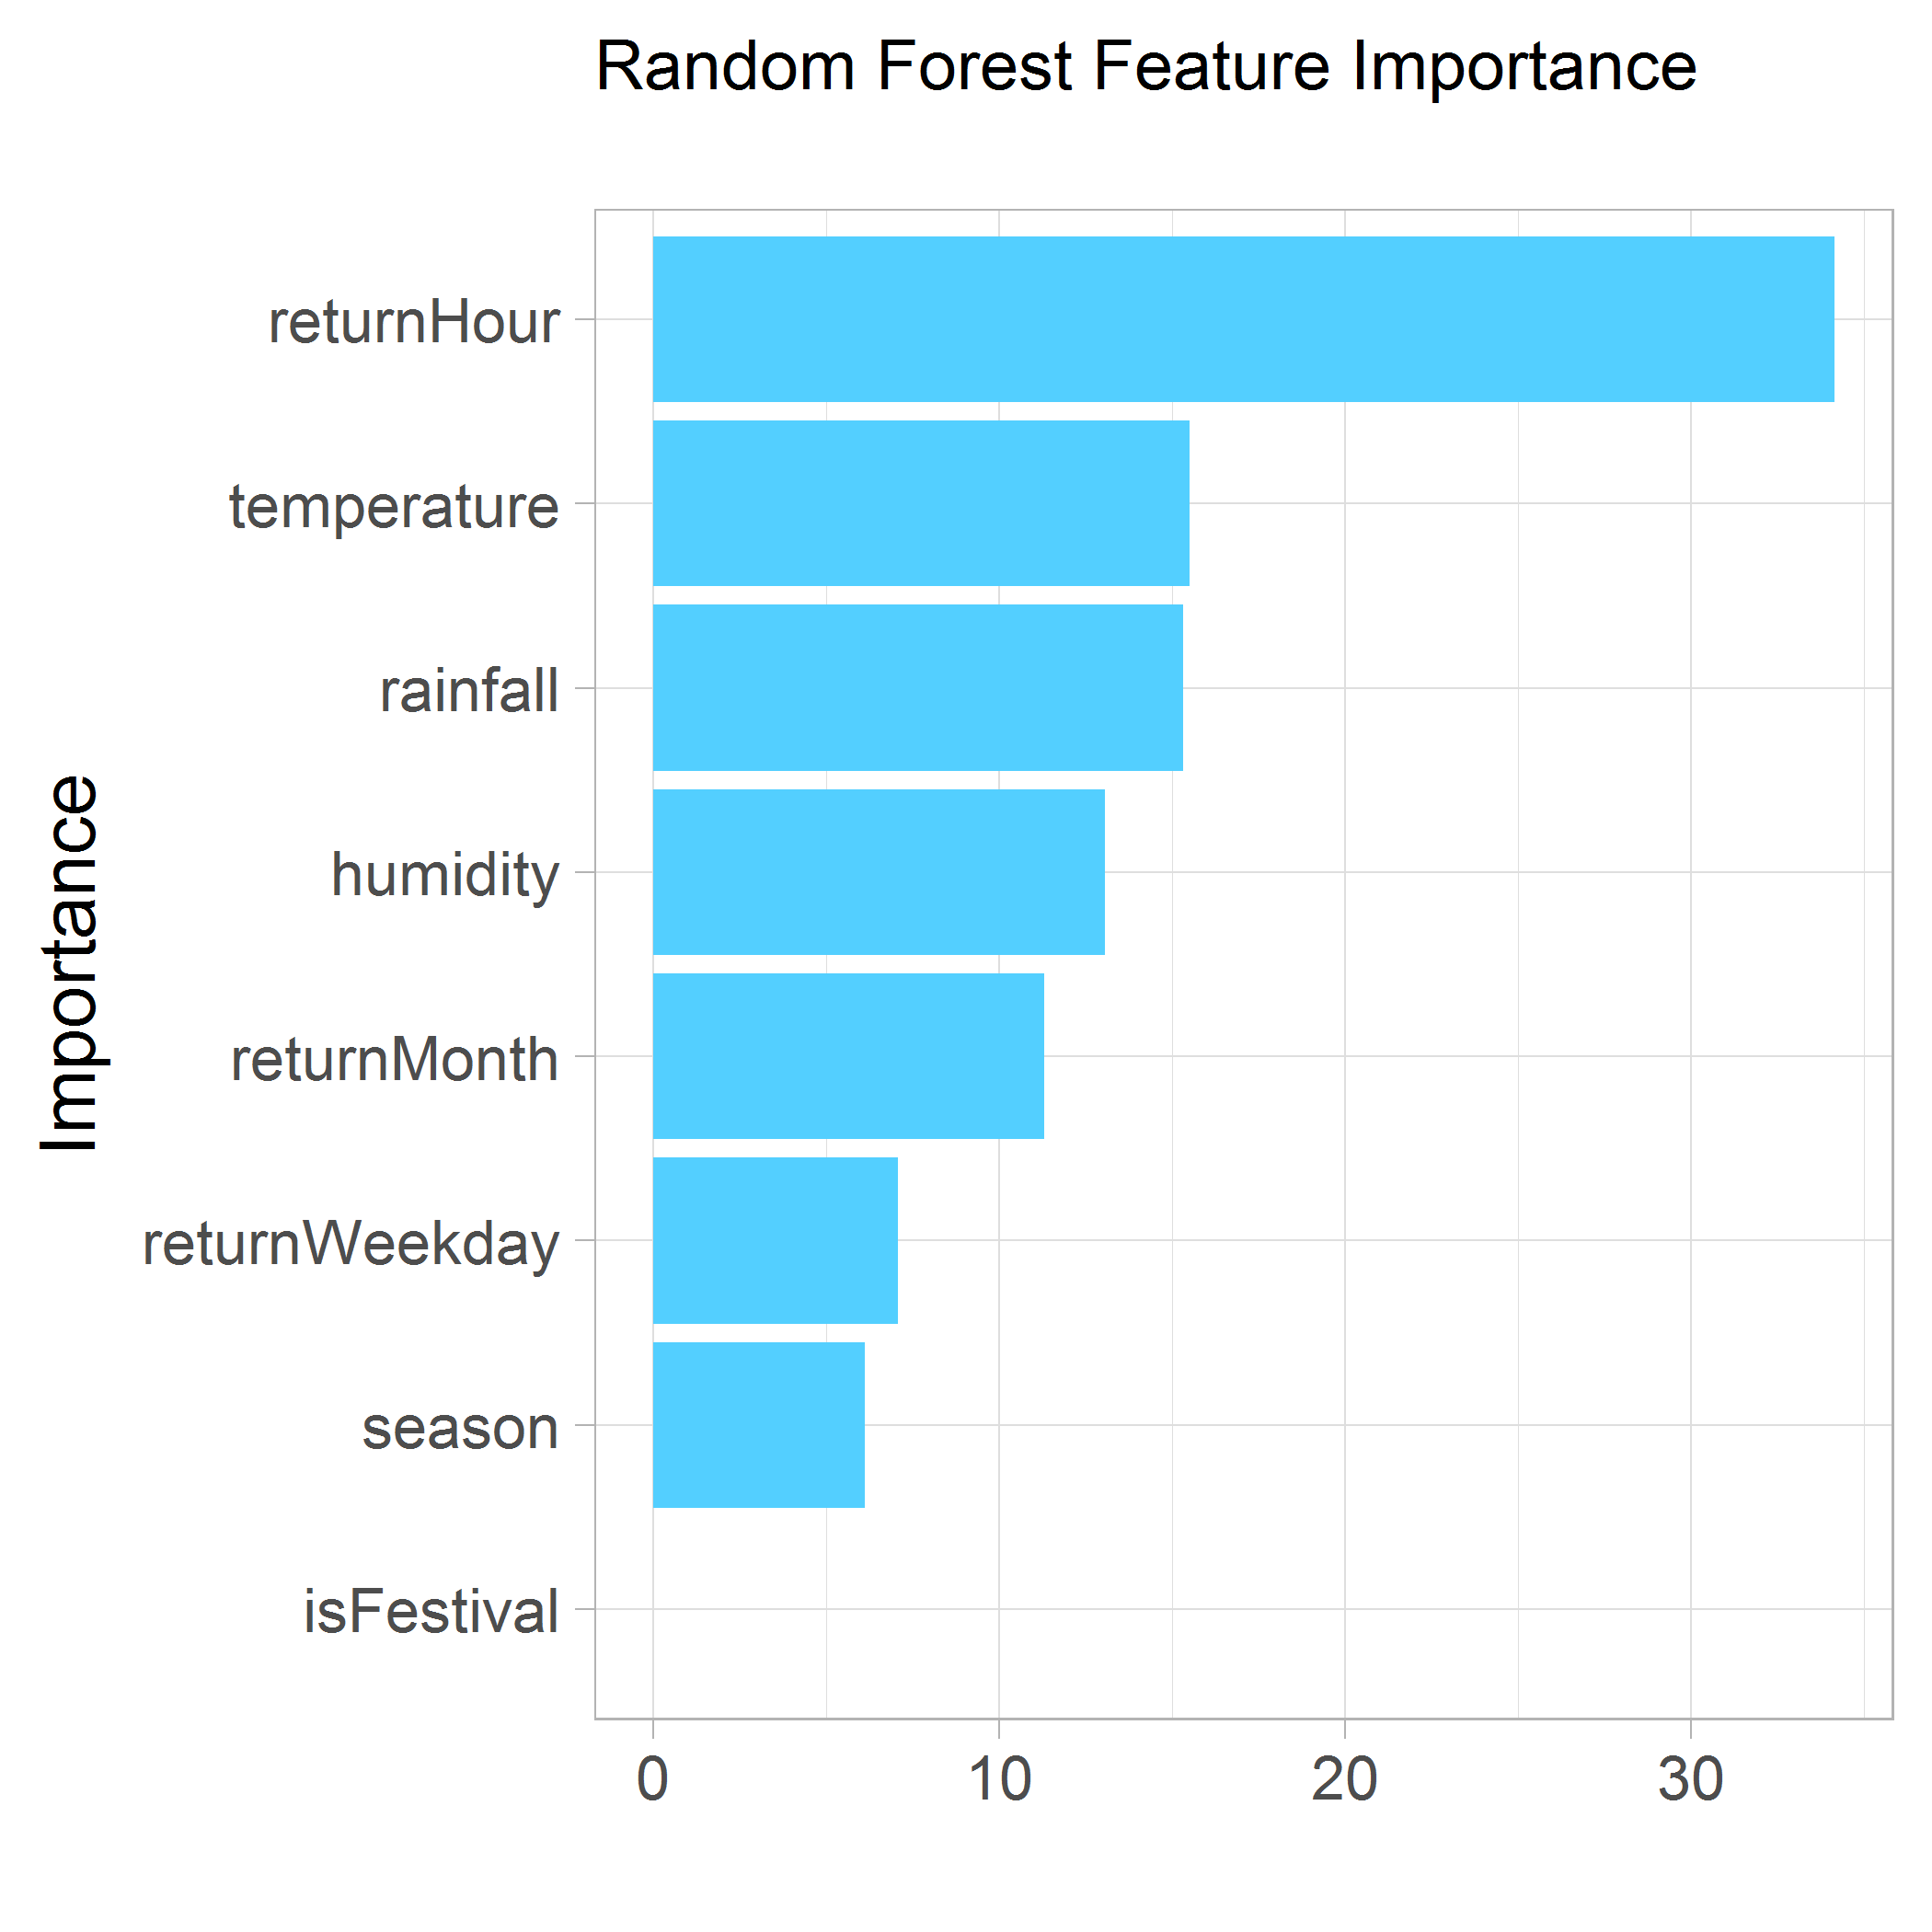 Random Forest Feature Importance
returnHour
temperature
rainfall
humidity
returnMonth
returnWeekday
season
isFestival
Importance
0 10 20 30